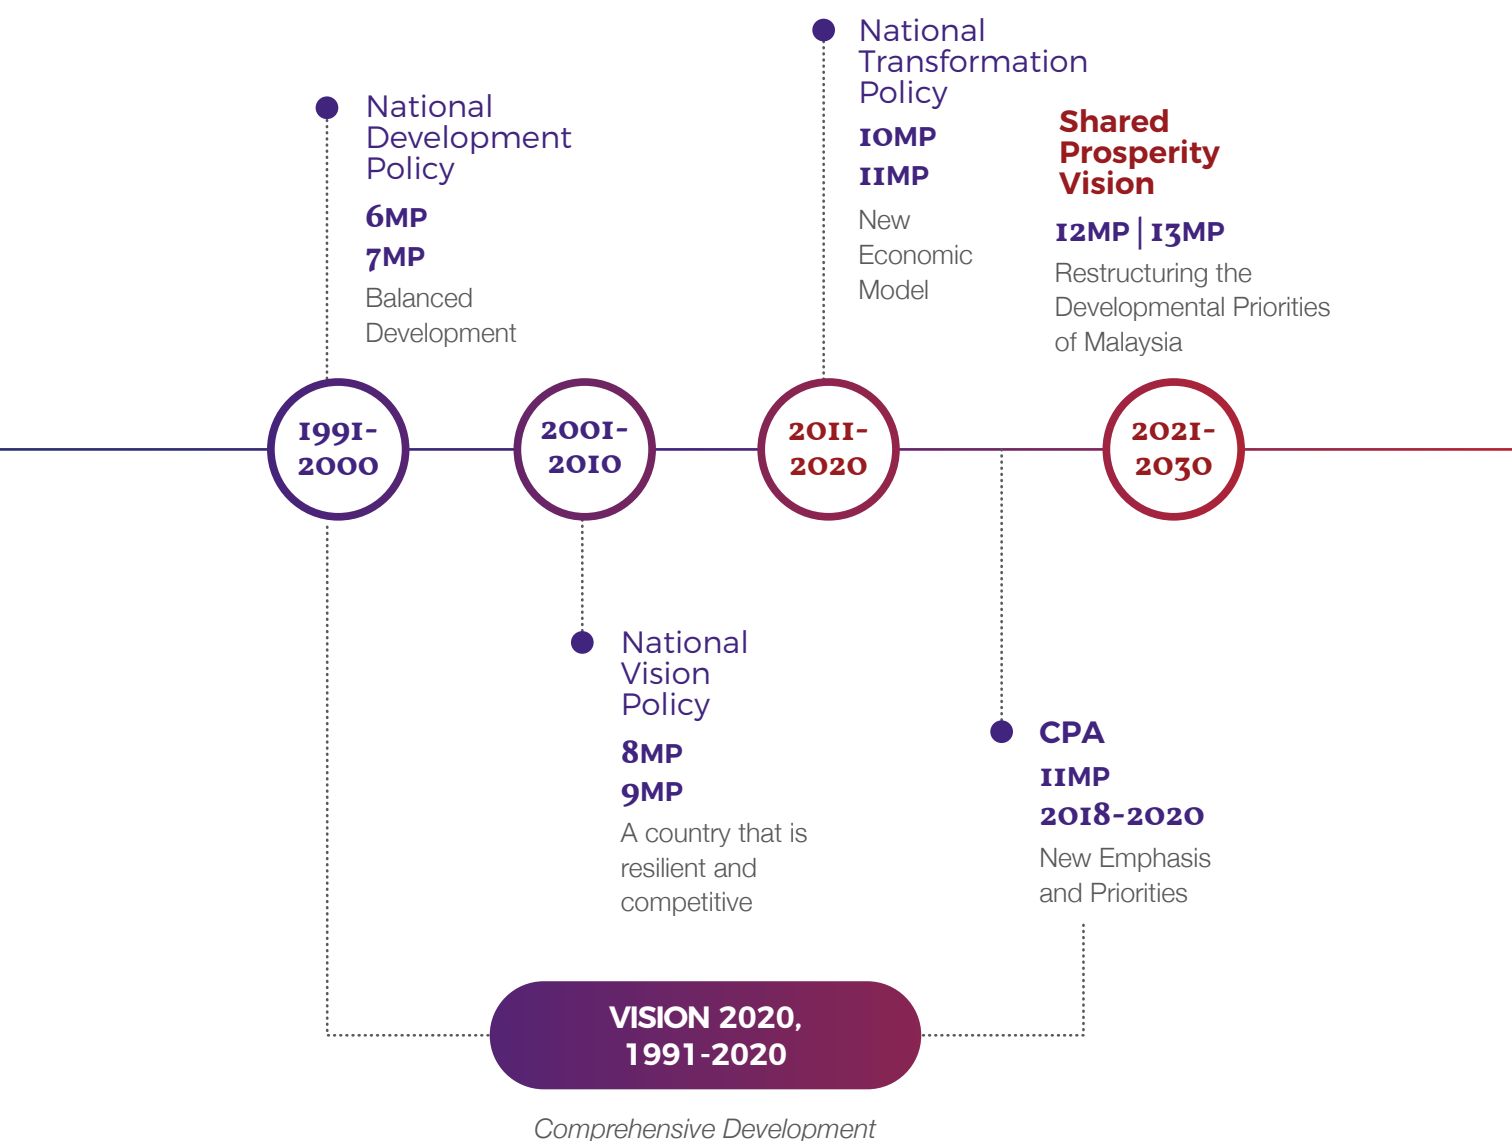 National
Development
Policy
6MP
7MP
Balanced
Development
1991-
2000
2001-
2010
National
Vision
Policy
8MP
9MP
A country that is
resilient and
competitive
National
Transformation
Policy
10MP
11MP
New
Economic
Model
2011-
2020
CPA
11MP
2018-2020
New Emphasis
and Priorities
Shared
Prosperity
Vision
12MP | 13MP
Restructuring the
Developmental Priorities
of Malaysia
2021-
2030
VISION 2020,
1991-2020
Comprehensive Development